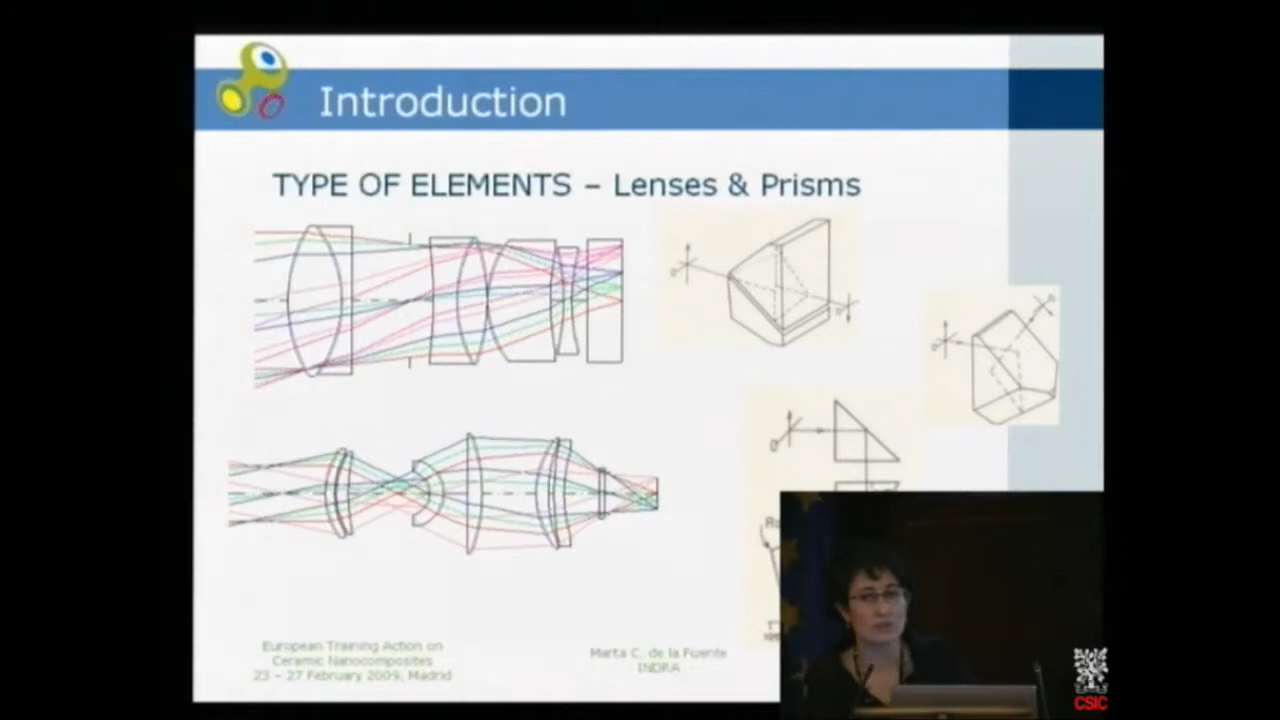 Introduction
TYPE OF ELEMENTS – Lenses & Prisms
European Training Action on
Ceramic Nanocomposites
23 – 27 February 2009, Madrid
Marta C. de la Fuente
INDRA
CSIC